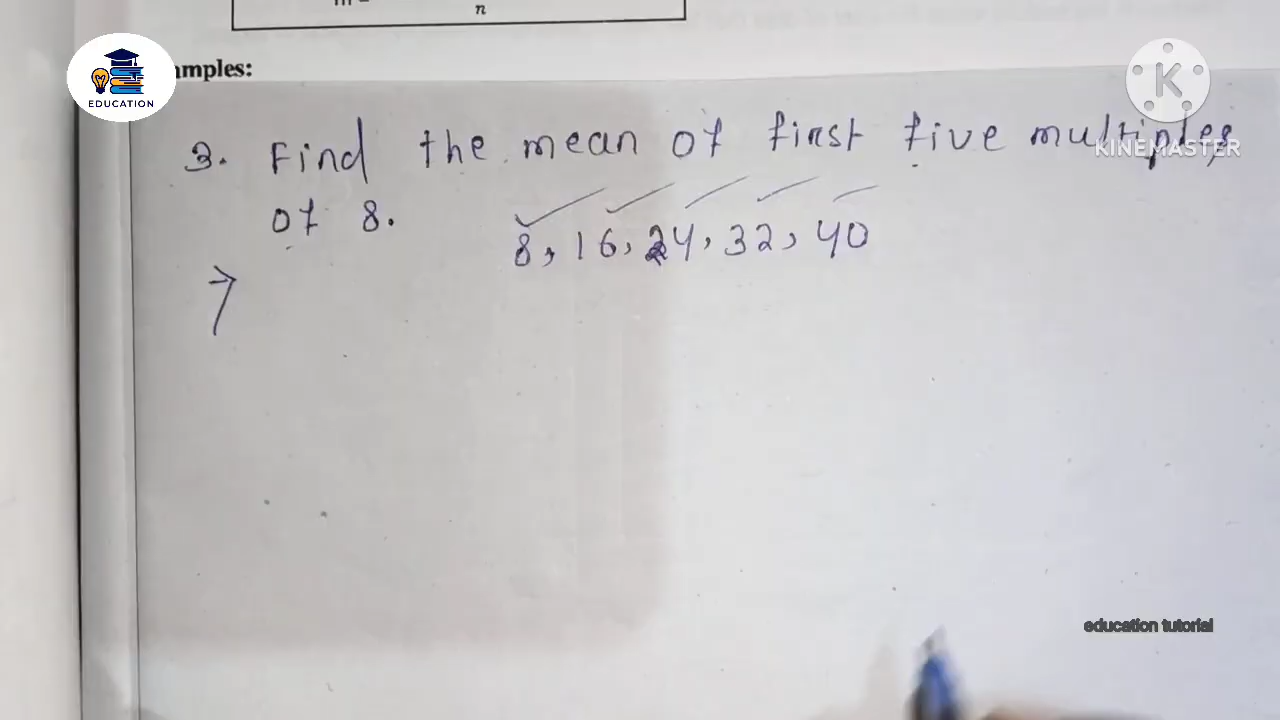 n
EDUCATION
amples:
K
KINEMASTER
3. Find the mean of first five multiples
of 8.
8, 16, 24, 32, 40
education tutorial